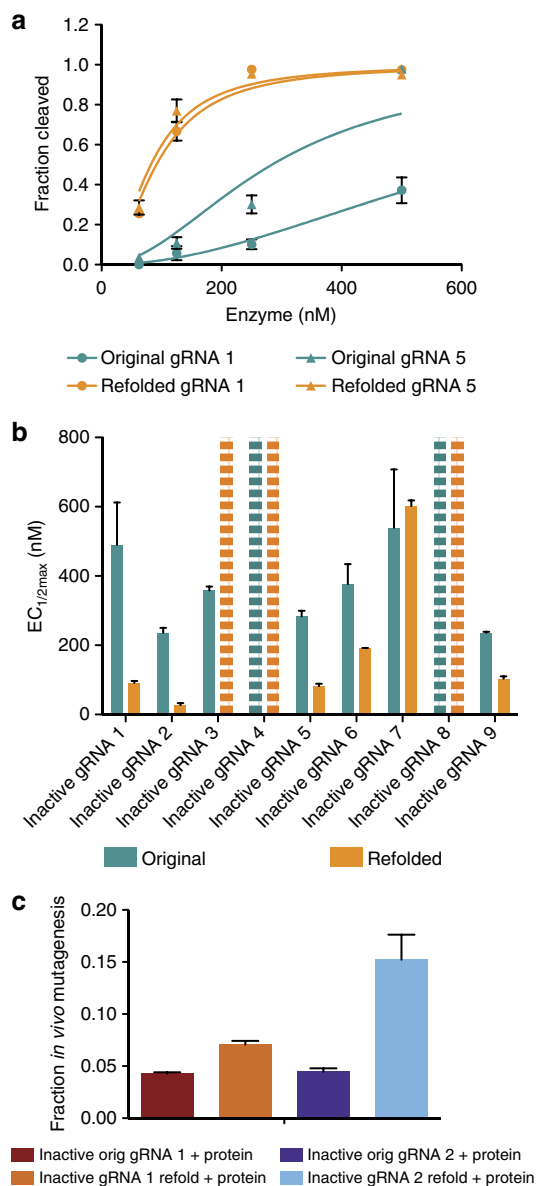 a
1.2
1.0
0.8
0.6
0.4
0.2
0.0
Fraction cleaved
0 200 400 600
Enzyme (nM)
Original gRNA 1 Original gRNA 5
Refolded gRNA 1 Refolded gRNA 5
b
800
600
400
200
0
EC1/2max (nM)
Inactive gRNA 1
Inactive gRNA 2
Inactive gRNA 3
Inactive gRNA 4
Inactive gRNA 5
Inactive gRNA 6
Inactive gRNA 7
Inactive gRNA 8
Inactive gRNA 9
Original Refolded
c
0.20
0.15
0.10
0.05
0.00
Fraction in vivo mutagenesis
Inactive orig gRNA 1 + protein Inactive orig gRNA 2 + protein
Inactive gRNA 1 refold + protein Inactive gRNA 2 refold + protein